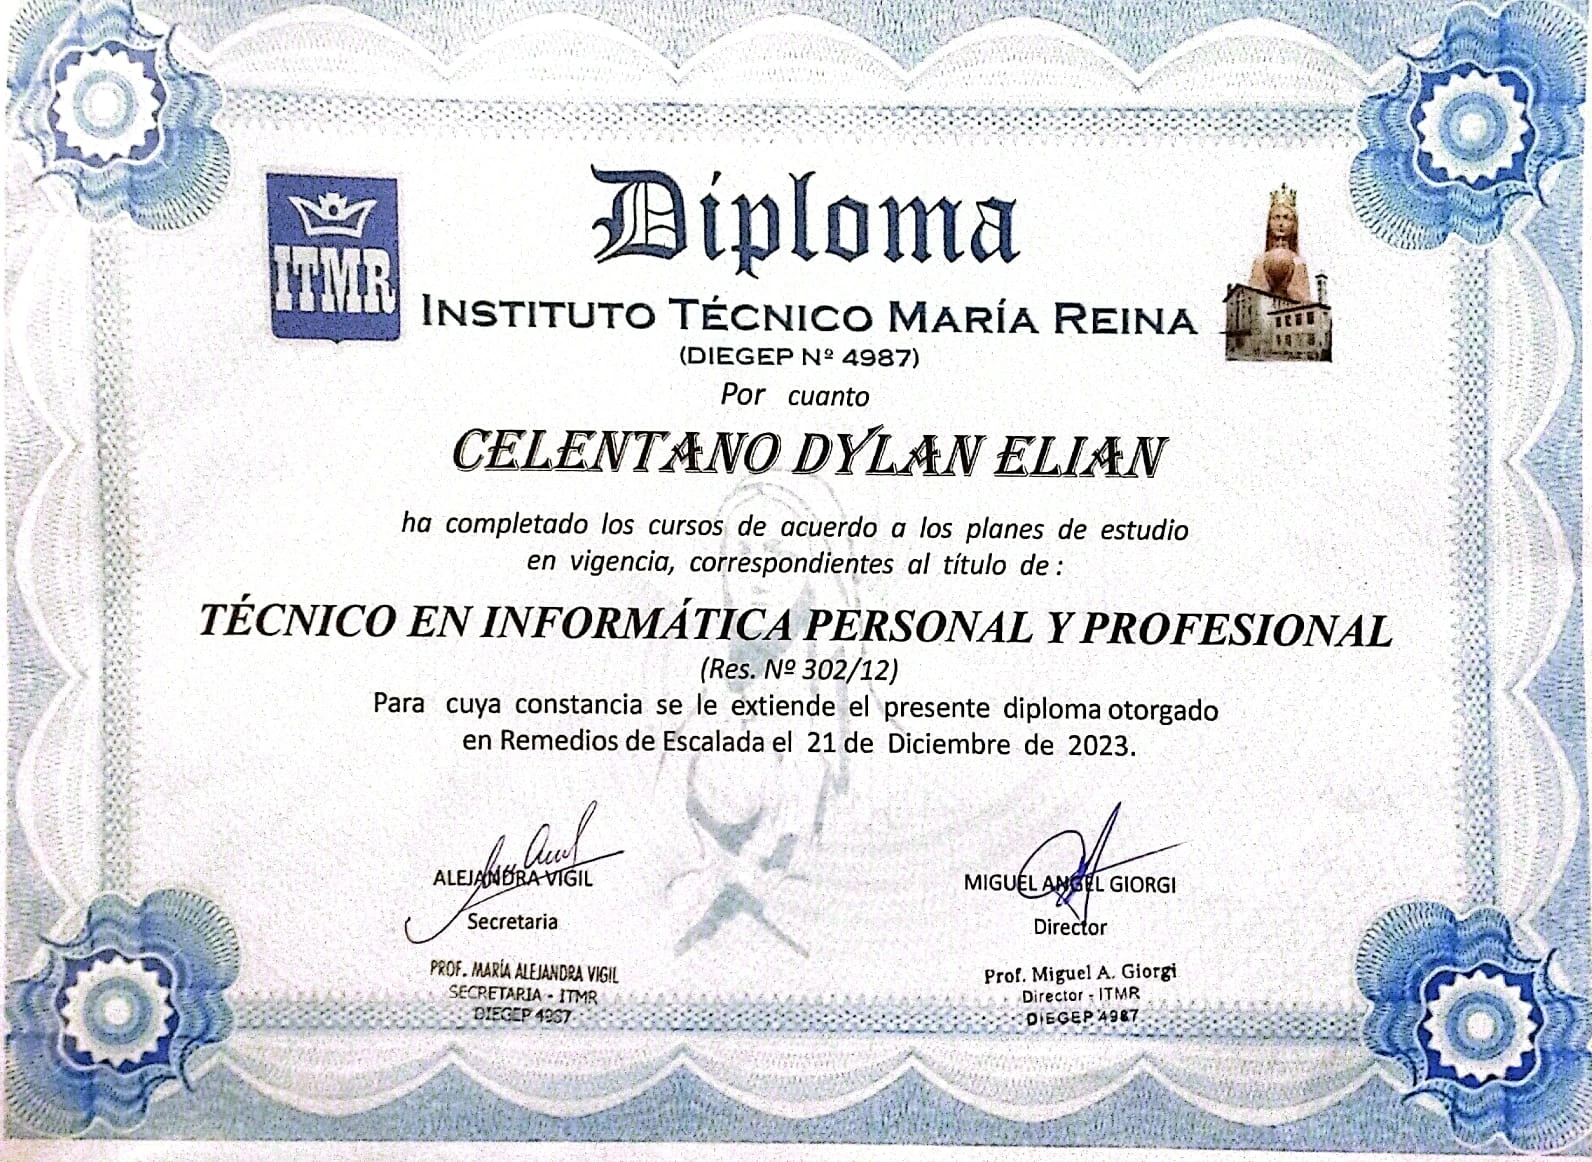 ITMR
Diploma
INSTITUTO TÉCNICO MARÍA REINA
(DIEGEP Nº 4987)
Por cuanto
CELENTANO DYLAN ELIAN
ha completado los cursos de acuerdo a los planes de estudio
en vigencia, correspondientes al título de :
TÉCNICO EN INFORMÁTICA PERSONAL Y PROFESIONAL
(Res. Nº 302/12)
Para cuya constancia se le extiende el presente diploma otorgado
en Remedios de Escalada el 21 de Diciembre de 2023.
ALEJANDRA VIGIL
Secretaria
PROF. MARÍA ALEJANDRA VIGIL
SECRETARIA - ITMR
DIEGEP 4987
MIGUEL ANGEL GIORGI
Director
Prof. Miguel A. Giorgi
Director - ITMR
DIEGEP 4987